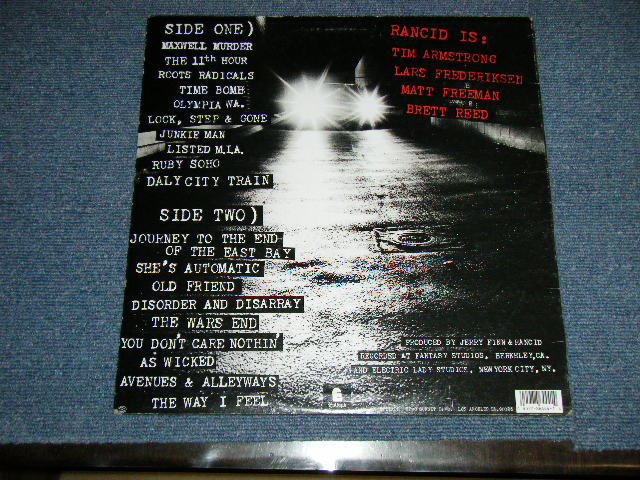 SIDE ONE)
MAXWELL MURDER
THE 11th HOUR
ROOTS RADICALS
TIME BOMB
OLYMPIA WA.
LOCK, STEP & GONE
JUNKIE MAN
LISTED M.I.A.
RUBY SOHO
DALY CITY TRAIN
SIDE TWO)
JOURNEY TO THE END
OF THE EAST BAY
SHE'S AUTOMATIC
OLD FRIEND
DISORDER AND DISARRAY
THE WARS END
YOU DON'T CARE NOTHIN'
AS WICKED
AVENUES & ALLEYWAYS
THE WAY I FEEL
RANCID IS:
TIM ARMSTRONG
LARS FREDERIKSEN
MATT FREEMAN
BRETT REED
PRODUCED BY JERRY FINN & RANCID
RECORDED AT FANTASY STUDIOS, BERKELEY, CA.
AND ELECTRIC LADY STUDIOS, NEW YORK CITY, NY.
LOS ANGELES CA.